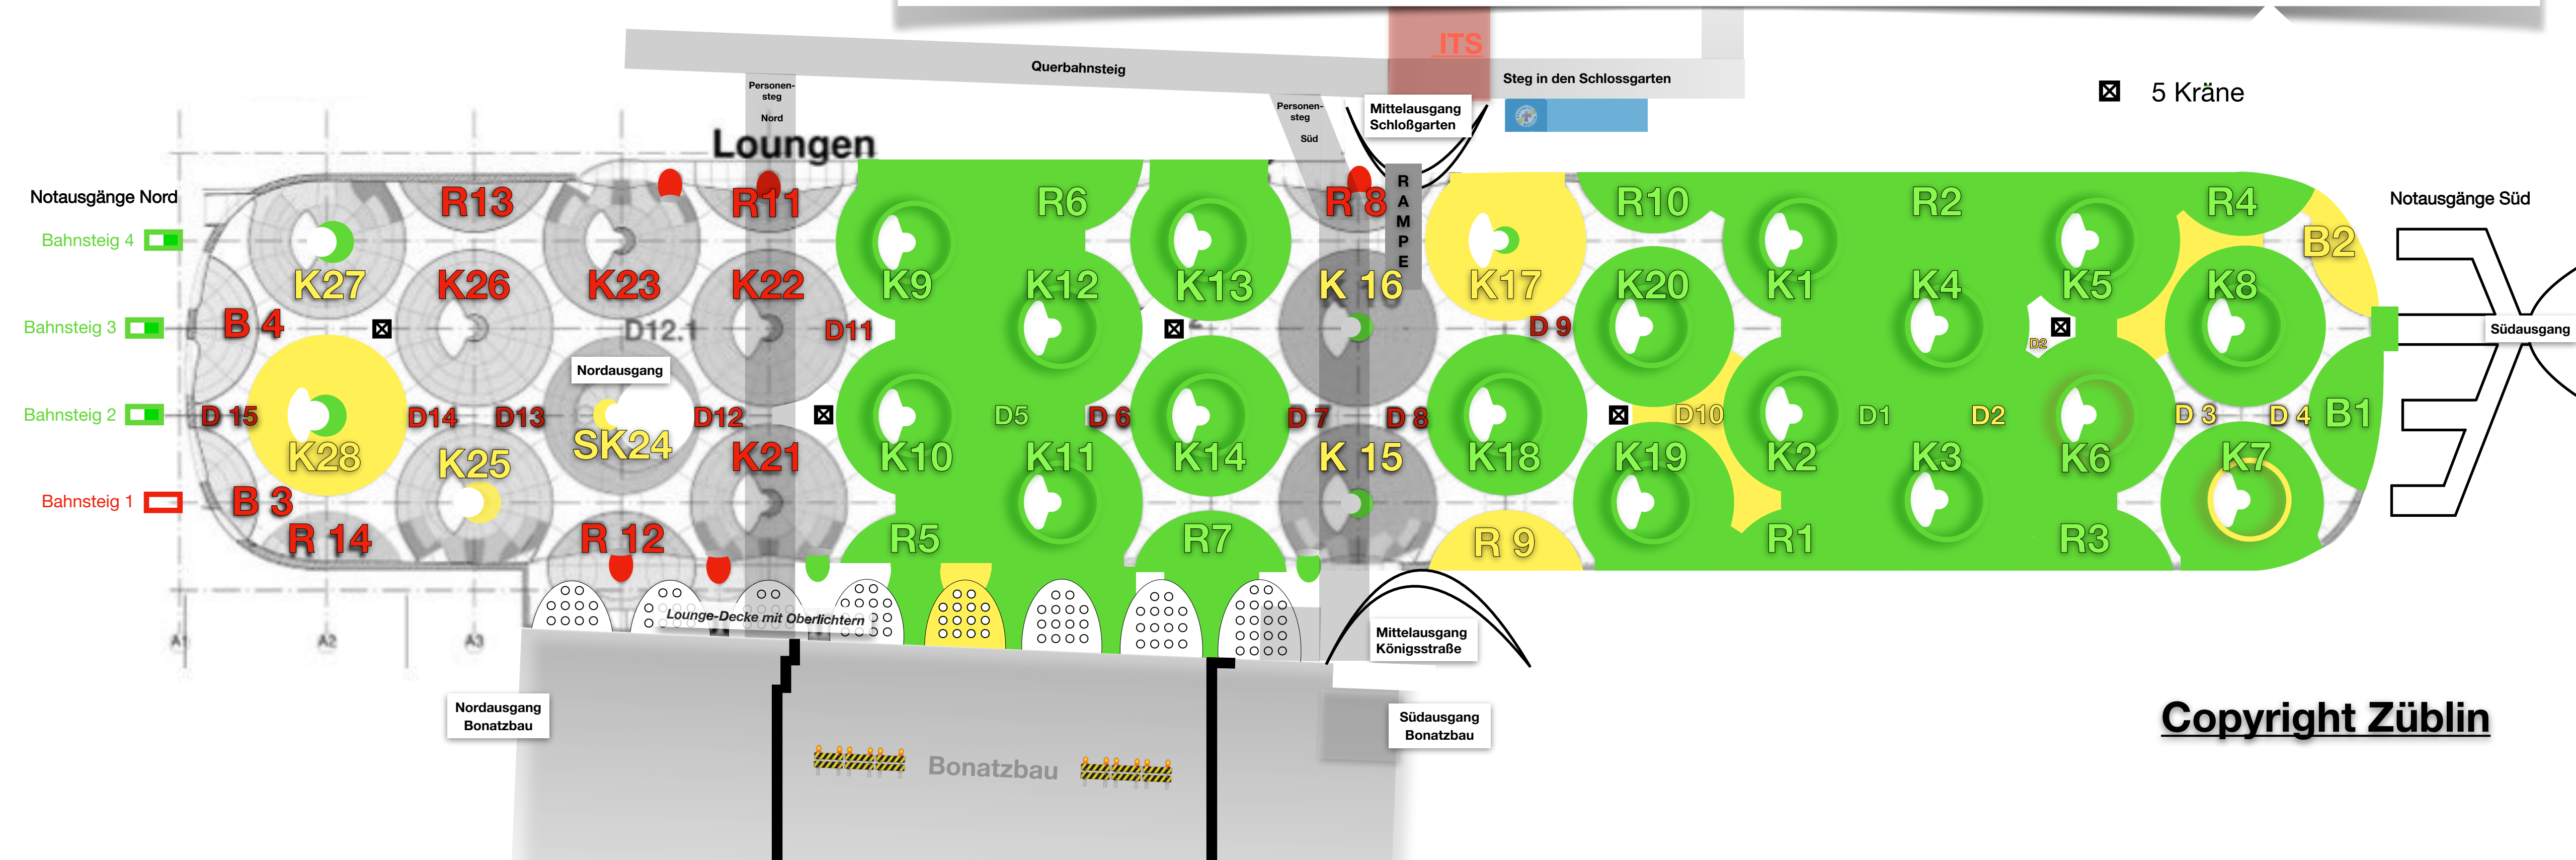 ITS
Querbahnsteig
Steg in den Schlossgarten
5 Kräne
Personen-
steg
Nord
Personen-
steg
Süd
Mittelausgang
Schloßgarten
Loungen
RAMPE
Notausgänge Nord
Notausgänge Süd
R13
R11
R6
R 8
R10
R2
R4
B2
Bahnsteig 4
K27
K26
K23
K22
K9
K12
K13
K 16
K17
K20
K1
K4
K5
K8
Bahnsteig 3
B 4
D12.1
D11
D 9
D2
Südausgang
Nordausgang
Bahnsteig 2
D 15
D14
D13
D12
D5
D 6
D 7
D 8
D10
D1
D2
D 3
D 4
B1
K28
K25
SK24
K21
K10
K11
K14
K 15
K18
K19
K2
K3
K6
K7
Bahnsteig 1
B 3
R 14
R 12
R5
R7
R 9
R1
R3
Lounge-Decke mit Oberlichtern
A1
A2
A3
Mittelausgang
Königsstraße
Nordausgang
Bonatzbau
Südausgang
Bonatzbau
Bonatzbau
Copyright Züblin